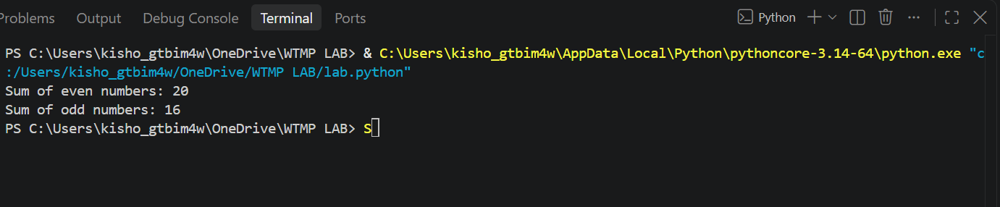 Problems Output Debug Console Terminal Ports Python
PS C:\Users\kisho_gtbim4w\OneDrive\WTMP LAB> & C:\Users\kisho_gtbim4w\AppData\Local\Python\pythoncore-3.14-64\python.exe "c
:/Users/kisho_gtbim4w/OneDrive/WTMP LAB/lab.python"
Sum of even numbers: 20
Sum of odd numbers: 16
PS C:\Users\kisho_gtbim4w\OneDrive\WTMP LAB> S